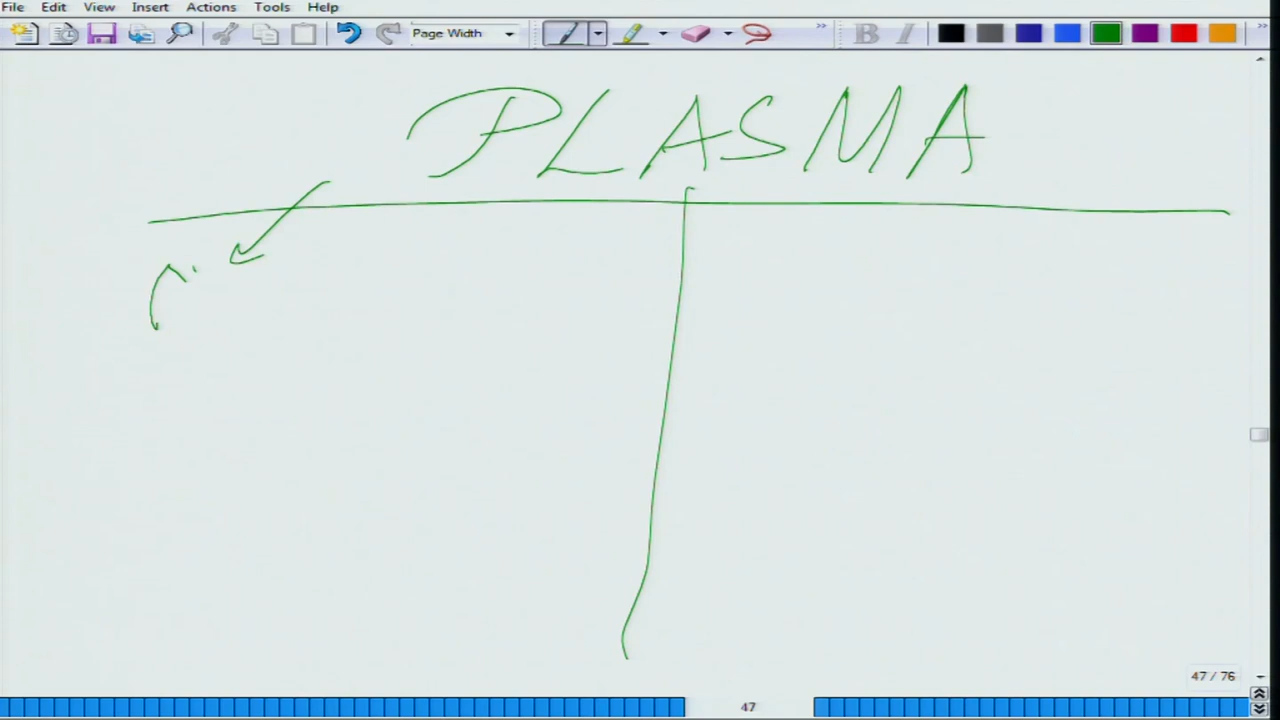 File Edit View Insert Actions Tools Help
Page Width
B I
PLASMA
47 / 76
47